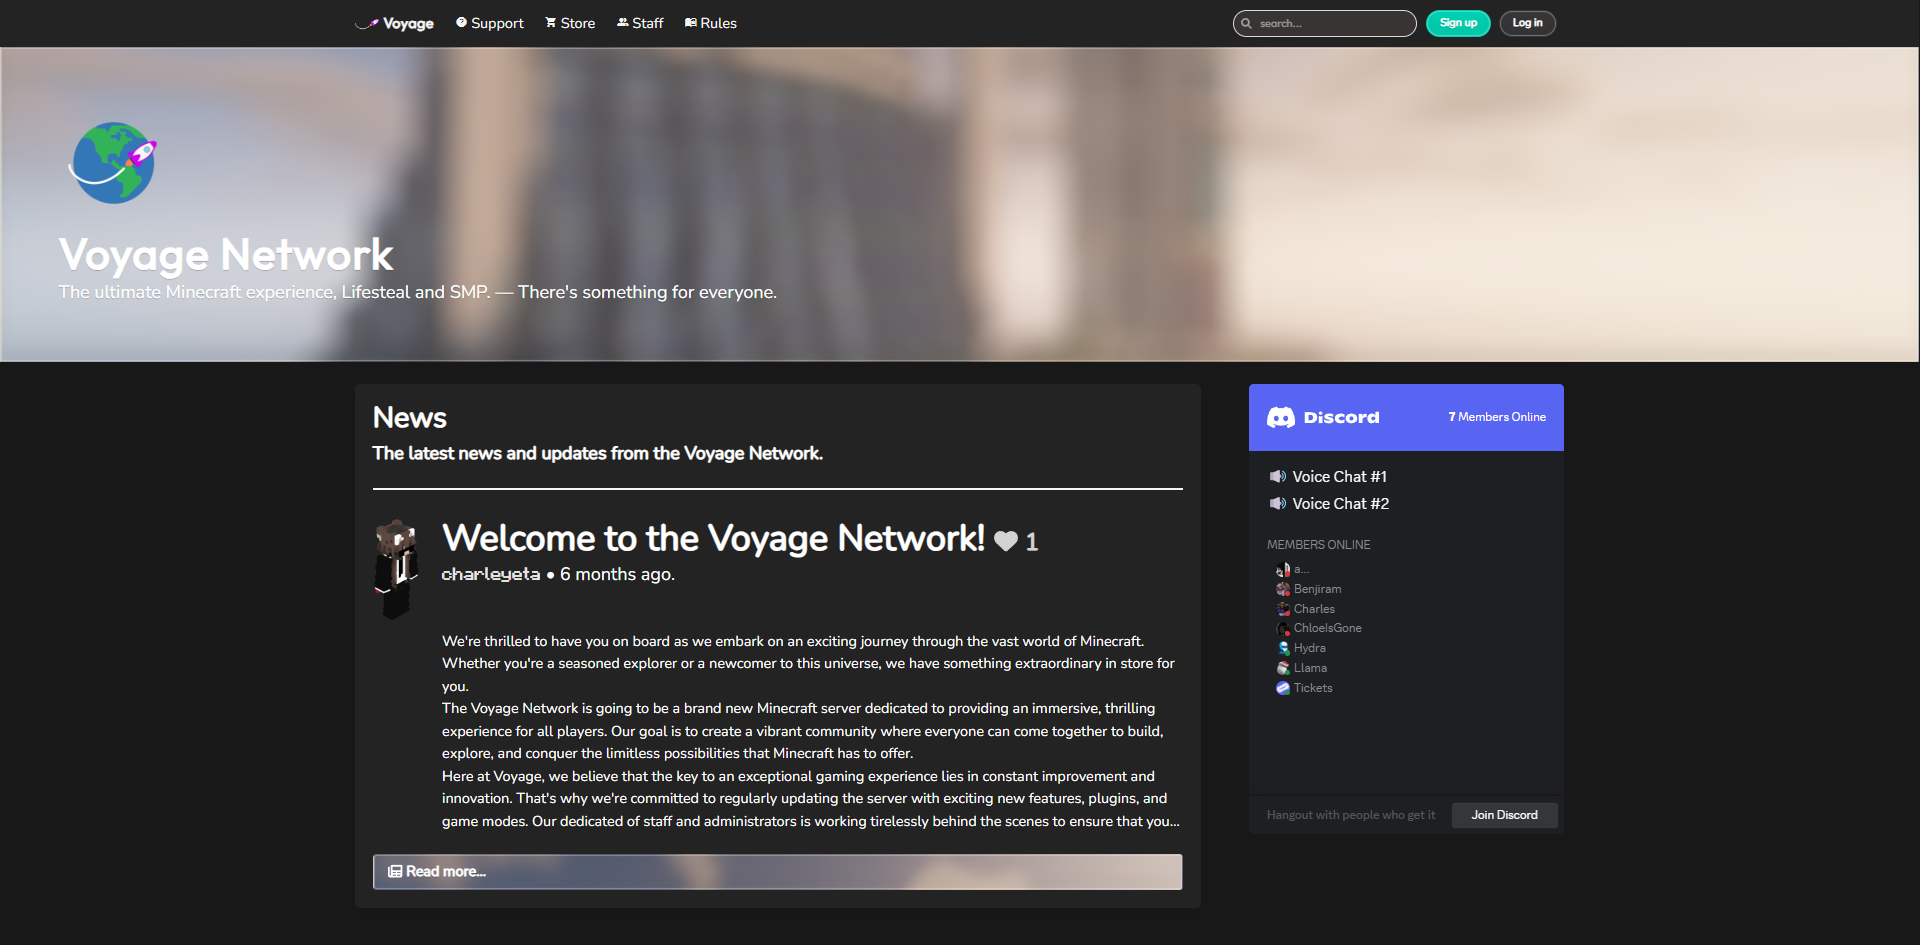 Voyage
Support
Store
Staff
Rules
search...
Sign up
Log in
Voyage Network
The ultimate Minecraft experience, Lifesteal and SMP. — There's something for everyone.
News
The latest news and updates from the Voyage Network.
Welcome to the Voyage Network! 1
charleyeta • 6 months ago.
We're thrilled to have you on board as we embark on an exciting journey through the vast world of Minecraft.
Whether you're a seasoned explorer or a newcomer to this universe, we have something extraordinary in store for
you.
The Voyage Network is going to be a brand new Minecraft server dedicated to providing an immersive, thrilling
experience for all players. Our goal is to create a vibrant community where everyone can come together to build,
explore, and conquer the limitless possibilities that Minecraft has to offer.
Here at Voyage, we believe that the key to an exceptional gaming experience lies in constant improvement and
innovation. That's why we're committed to regularly updating the server with exciting new features, plugins, and
game modes. Our dedicated of staff and administrators is working tirelessly behind the scenes to ensure that you...
Read more...
Discord
7 Members Online
Voice Chat #1
Voice Chat #2
MEMBERS ONLINE
a...
Benjiram
Charles
ChloeIsGone
Hydra
Llama
Tickets
Hangout with people who get it
Join Discord